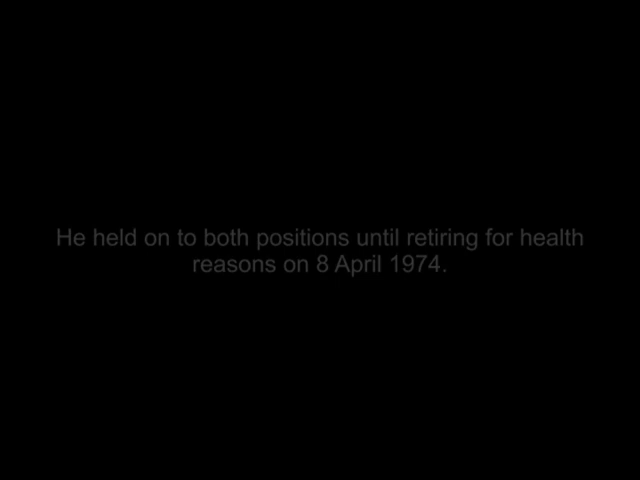 He held on to both positions until retiring for health
reasons on 8 April 1974.